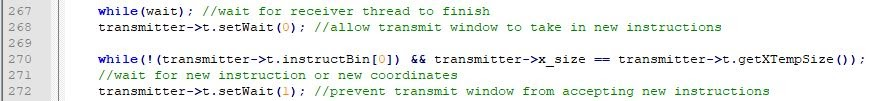 267 while(wait); //wait for receiver thread to finish
268 transmitter->t.setWait(0); //allow transmit window to take in new instructions
269
270 while(!(transmitter->t.instructBin[0]) && transmitter->x_size == transmitter->t.getXTempSize());
271 //wait for new instruction or new coordinates
272 transmitter->t.setWait(1); //prevent transmit window from accepting new instructions